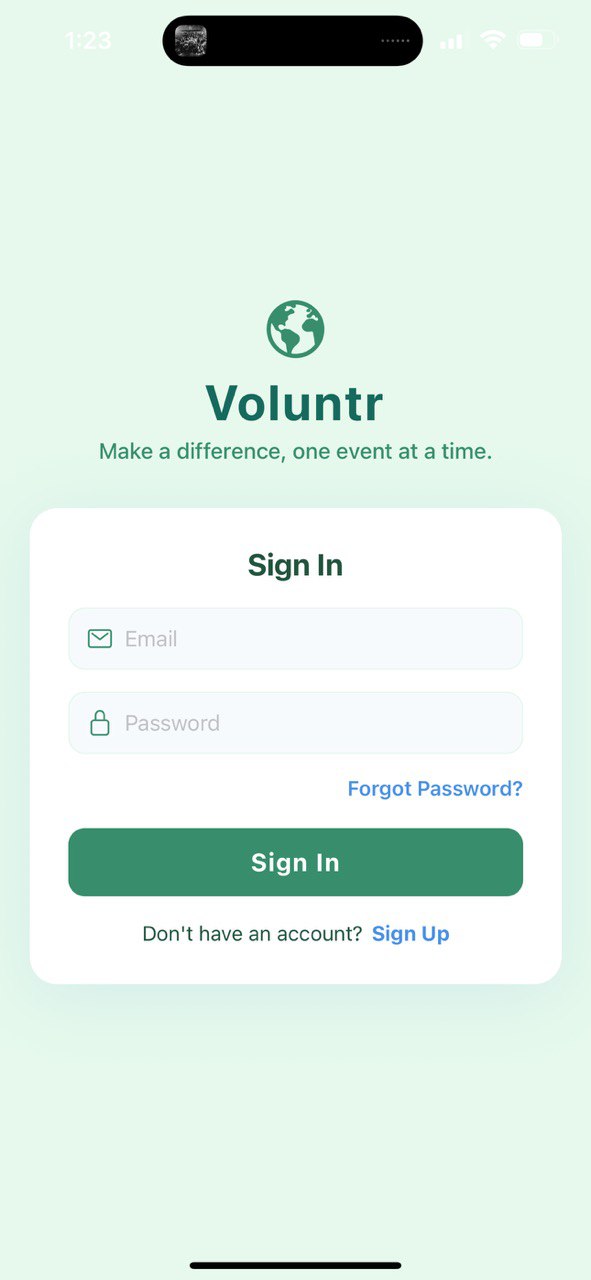 1:23
Voluntr
Make a difference, one event at a time.
Sign In
Email
Password
Forgot Password?
Sign In
Don't have an account? Sign Up